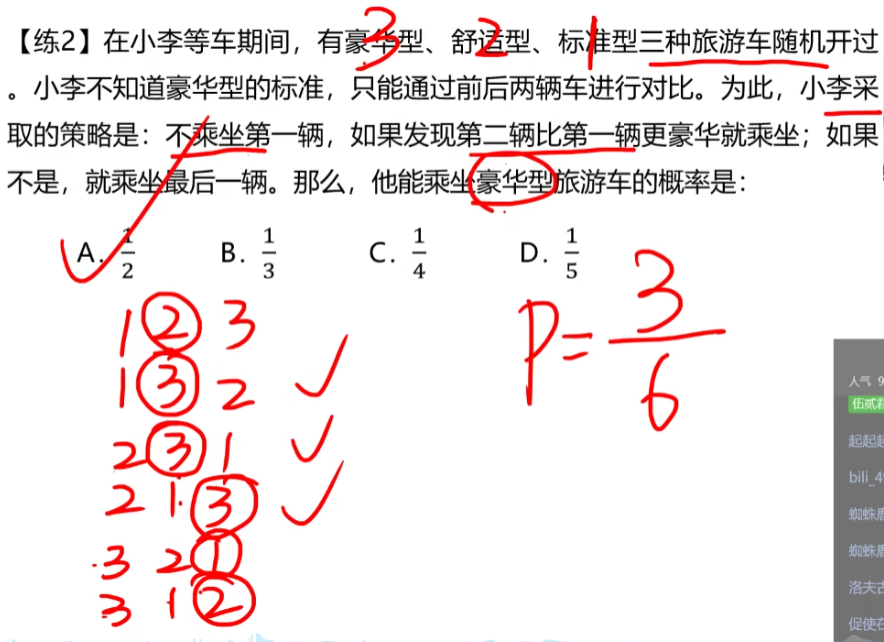 3 2 1
【练2】在小李等车期间，有豪华型、舒适型、标准型三种旅游车随机开过
。小李不知道豪华型的标准，只能通过前后两辆车进行对比。为此，小李采
取的策略是：不乘坐第一辆，如果发现第二辆比第一辆更豪华就乘坐；如果
不是，就乘坐最后一辆。那么，他能乘坐豪华型旅游车的概率是：
A. 1/2 B. 1/3 C. 1/4 D. 1/5
1 2 3
1 3 2 ✓
2 3 1 ✓
2 1 3 ✓
3 2 1
3 1 2
P=3/6
人气 9
伍贰君
起起起
bili_4
蜘蛛
蜘蛛
洛夫古
促使在